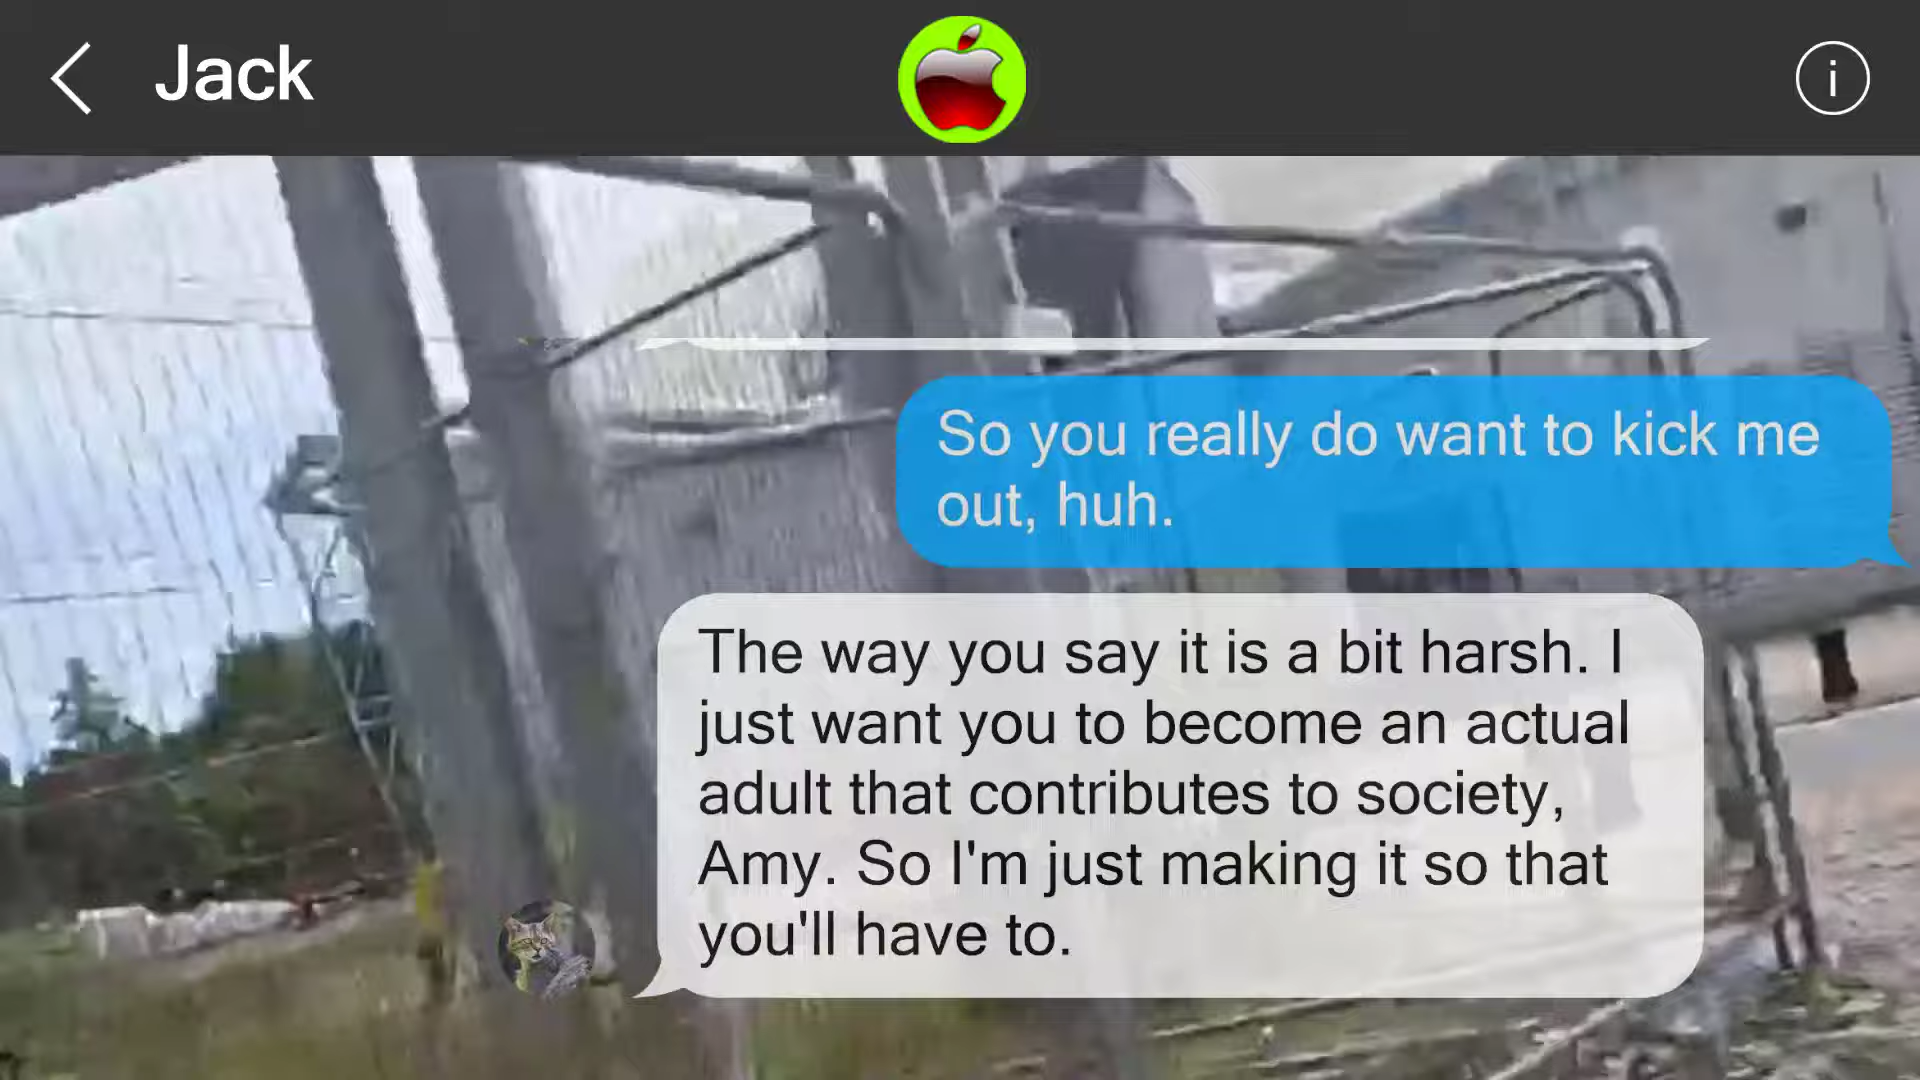 Jack
i
So you really do want to kick me
out, huh.
The way you say it is a bit harsh. I
just want you to become an actual
adult that contributes to society,
Amy. So I'm just making it so that
you'll have to.